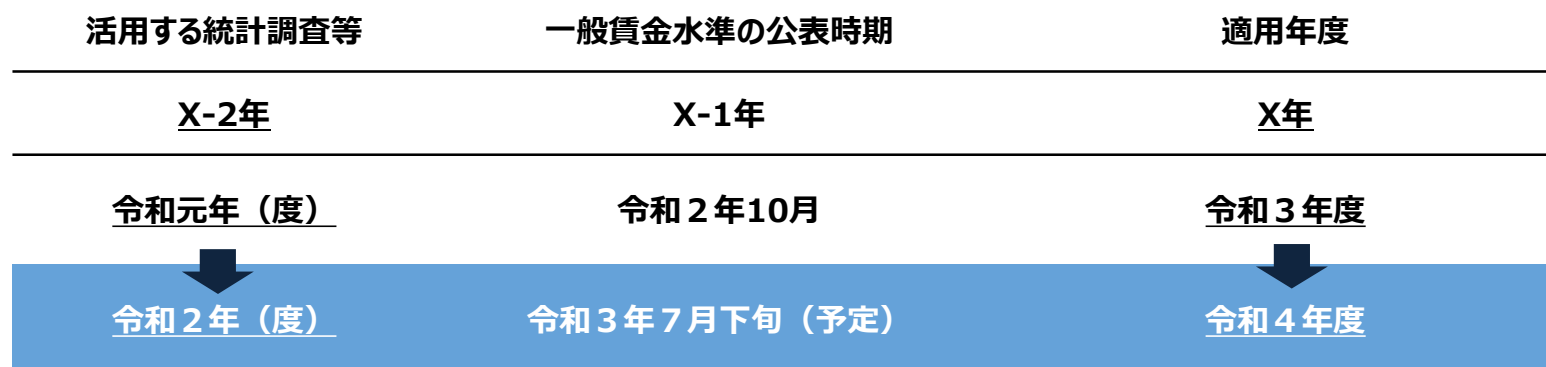 活用する統計調査等 一般賃金水準の公表時期 適用年度
X-2年 X-1年 X年
令和元年（度） 令和２年10月 令和３年度
令和２年（度） 令和３年７月下旬（予定） 令和４年度